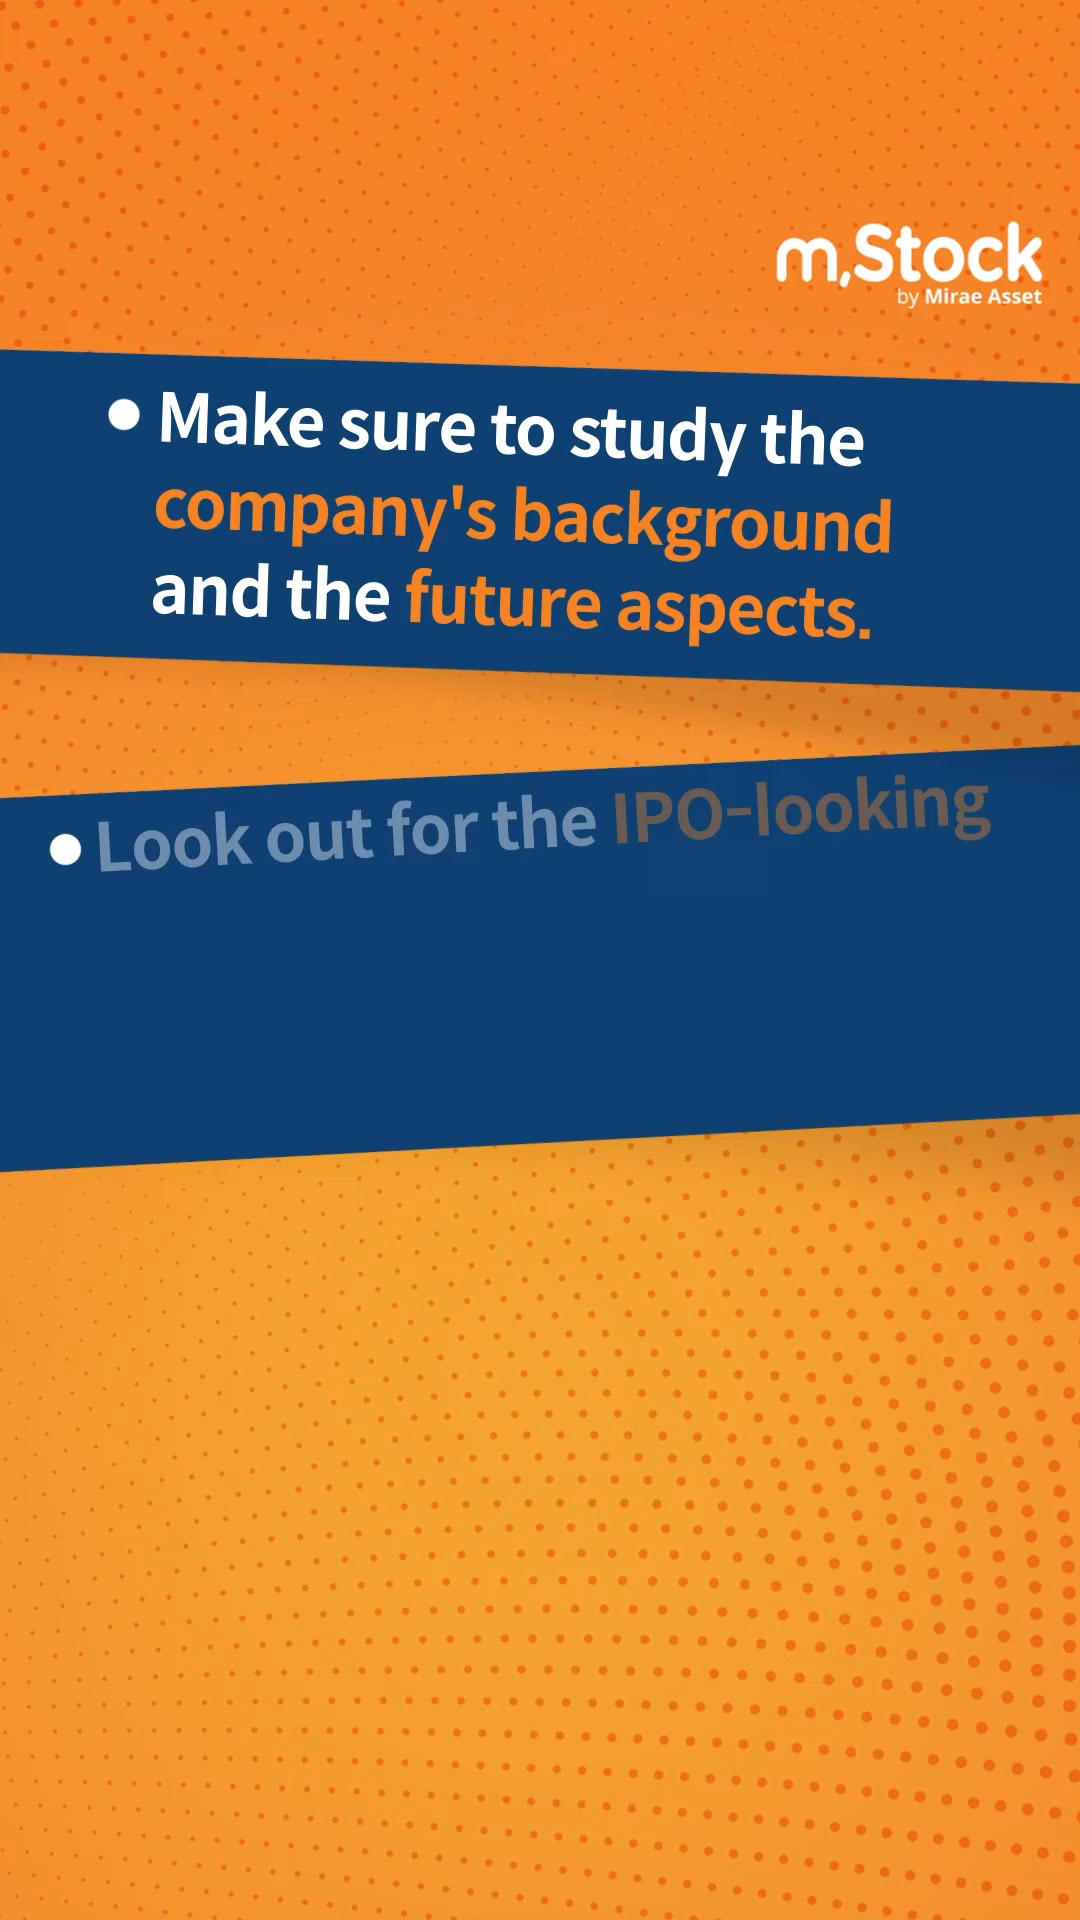 m.Stock
by Mirae Asset
Make sure to study the
company's background
and the future aspects.
Look out for the IPO-looking